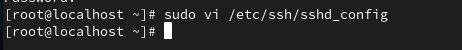 [root@localhost ~]# sudo vi /etc/ssh/sshd_config
[root@localhost ~]#